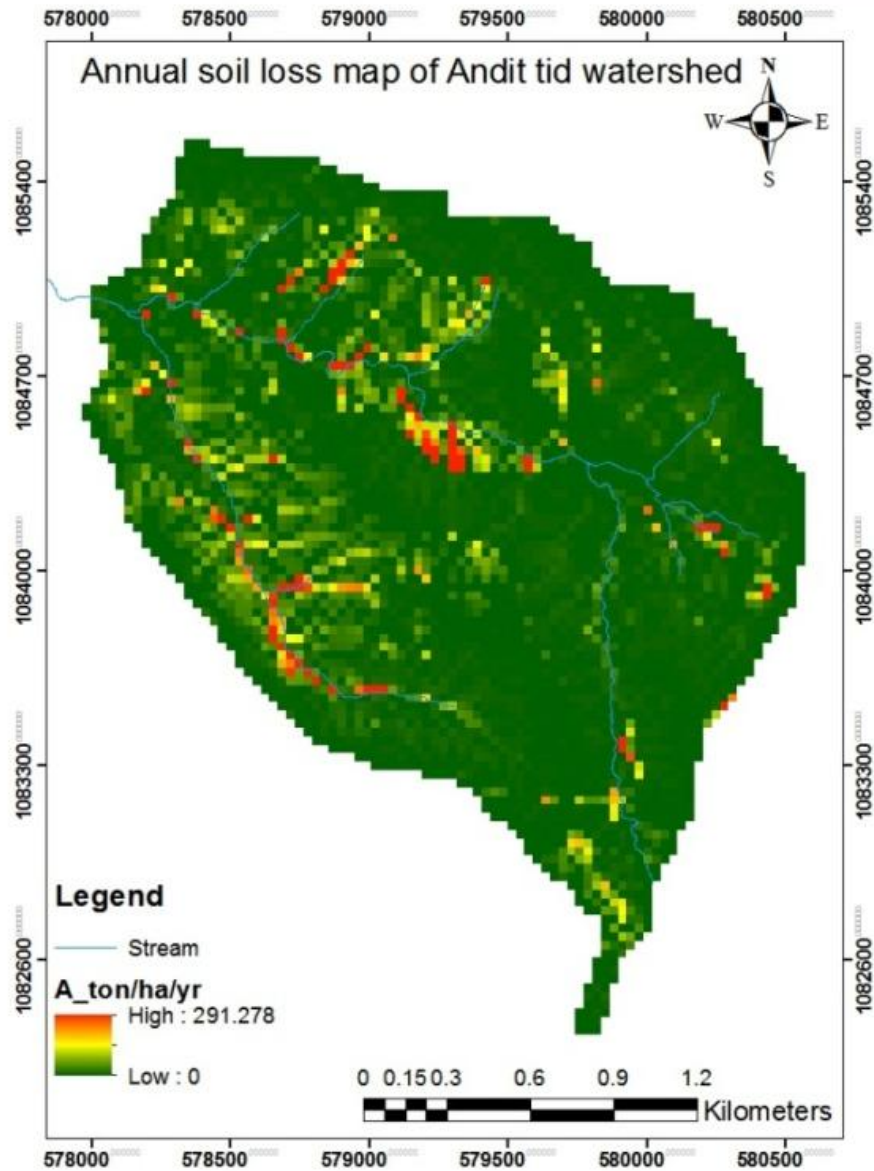 578000 578500 579000 579500 580000 580500
Annual soil loss map of Andit tid watershed
N
W E
S
1085400 1085400
1084700 1084700
1084000 1084000
1083300 1083300
1082600 1082600
Legend
Stream
A_ton/ha/yr
High : 291.278
Low : 0
0 0.15 0.3 0.6 0.9 1.2
Kilometers
578000 578500 579000 579500 580000 580500